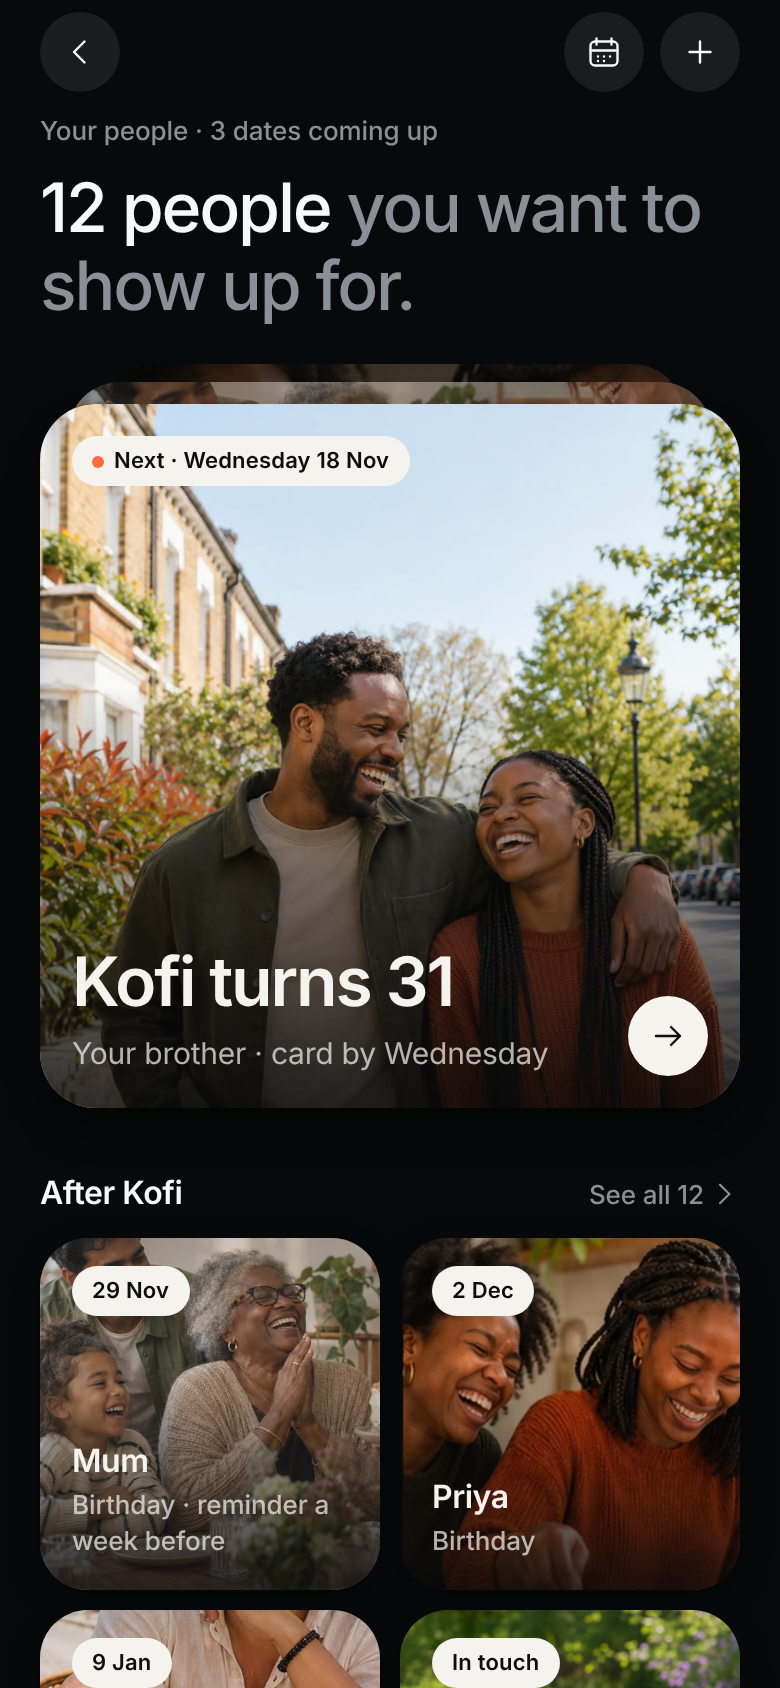 Your people · 3 dates coming up
12 people you want to
show up for.
Next · Wednesday 18 Nov
Kofi turns 31
Your brother · card by Wednesday
After Kofi
See all 12
29 Nov
Mum
Birthday · reminder a
week before
2 Dec
Priya
Birthday
9 Jan
In touch